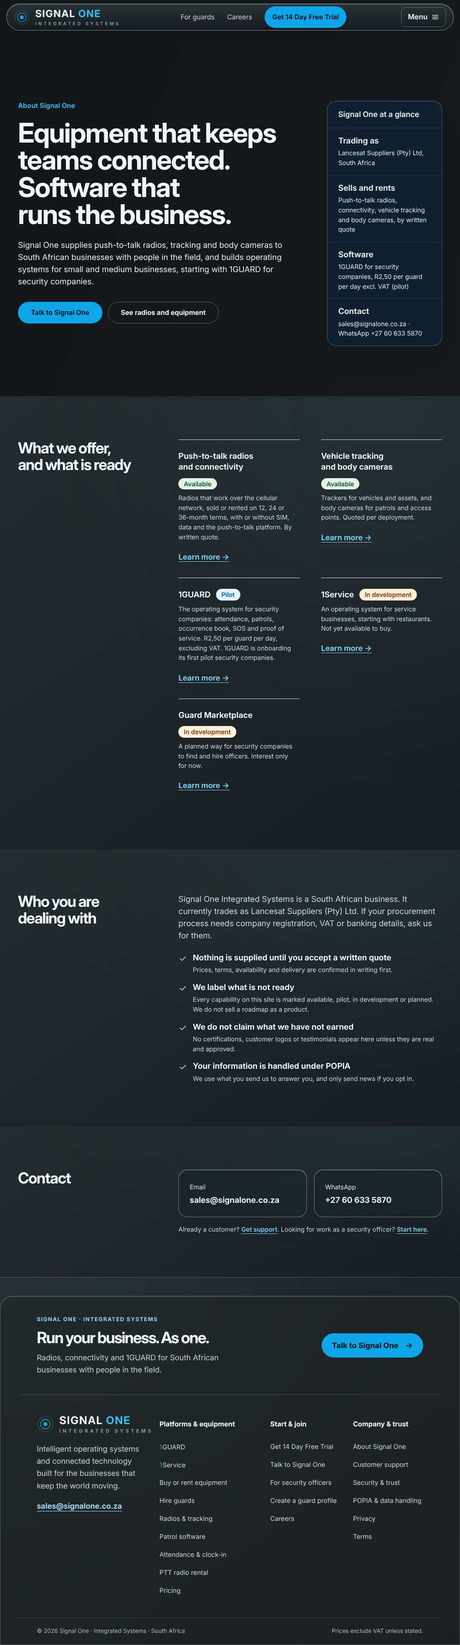 SIGNAL ONE
INTEGRATED SYSTEMS
For guards
Careers
Get 14 Day Free Trial
Menu
About Signal One
Equipment that keeps
teams connected.
Software that
runs the business.
Signal One supplies push-to-talk radios, tracking and body cameras to
South African businesses with people in the field, and builds operating
systems for small and medium businesses, starting with 1GUARD for
security companies.
Talk to Signal One
See radios and equipment
Signal One at a glance
Trading as
Lancesat Suppliers (Pty) Ltd,
South Africa
Sells and rents
Push-to-talk radios,
connectivity, vehicle tracking
and body cameras, by written
quote
Software
1GUARD for security
companies, R2,50 per guard
per day excl. VAT (pilot)
Contact
sales@signalone.co.za ·
WhatsApp +27 60 633 5870
What we offer,
and what is ready
Push-to-talk radios
and connectivity
Available
Radios that work over the cellular
network, sold or rented on 12, 24 or
36-month terms, with or without SIM,
data and the push-to-talk platform. By
written quote.
Learn more →
Vehicle tracking
and body cameras
Available
Trackers for vehicles and assets, and
body cameras for patrols and access
points. Quoted per deployment.
Learn more →
1GUARD
Pilot
The operating system for security
companies: attendance, patrols,
occurrence book, SOS and proof of
service. R2,50 per guard per day,
excluding VAT. 1GUARD is onboarding
its first pilot security companies.
Learn more →
1Service
In development
An operating system for service
businesses, starting with restaurants.
Not yet available to buy.
Learn more →
Guard Marketplace
In development
A planned way for security companies
to find and hire officers. Interest only
for now.
Learn more →
Who you are
dealing with
Signal One Integrated Systems is a South African business. It
currently trades as Lancesat Suppliers (Pty) Ltd. If your procurement
process needs company registration, VAT or banking details, ask us
for them.
Nothing is supplied until you accept a written quote
Prices, terms, availability and delivery are confirmed in writing first.
We label what is not ready
Every capability on this site is marked available, pilot, in development or planned.
We do not sell a roadmap as a product.
We do not claim what we have not earned
No certifications, customer logos or testimonials appear here unless they are real
and approved.
Your information is handled under POPIA
We use what you send us to answer you, and only send news if you opt in.
Contact
Email
sales@signalone.co.za
WhatsApp
+27 60 633 5870
Already a customer? Get support. Looking for work as a security officer? Start here.
SIGNAL ONE · INTEGRATED SYSTEMS
Run your business. As one.
Radios, connectivity and 1GUARD for South African
businesses with people in the field.
Talk to Signal One →
SIGNAL ONE
INTEGRATED SYSTEMS
Intelligent operating systems
and connected technology
built for the businesses that
keep the world moving.
sales@signalone.co.za
Platforms & equipment
1GUARD
1Service
Buy or rent equipment
Hire guards
Radios & tracking
Patrol software
Attendance & clock-in
PTT radio rental
Pricing
Start & join
Get 14 Day Free Trial
Talk to Signal One
For security officers
Create a guard profile
Careers
Company & trust
About Signal One
Customer support
Security & trust
POPIA & data handling
Privacy
Terms
© 2026 Signal One · Integrated Systems · South Africa
Prices exclude VAT unless stated.